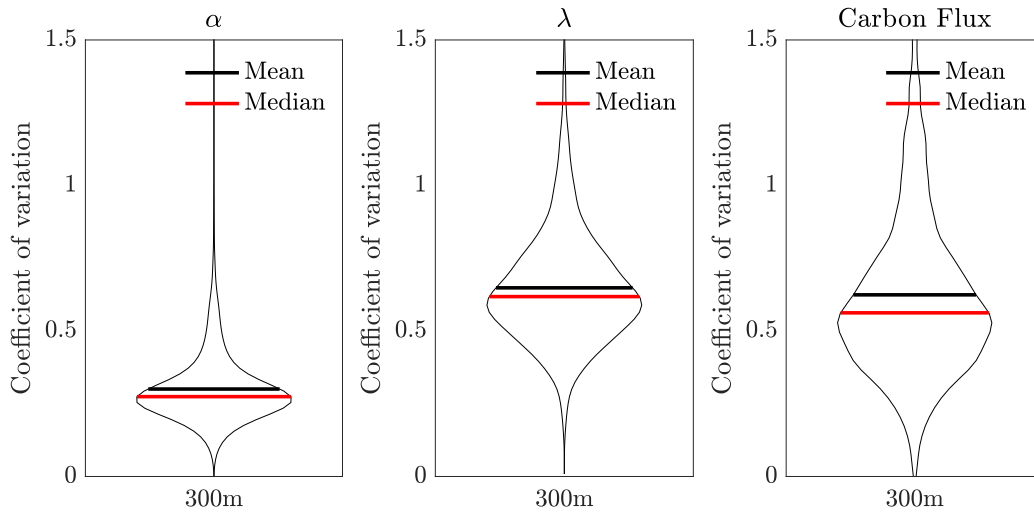 α
1.5
Mean
Median
1
0.5
0
Coefficient of variation
300m
λ
1.5
Mean
Median
1
0.5
0
Coefficient of variation
300m
Carbon Flux
1.5
Mean
Median
1
0.5
0
Coefficient of variation
300m